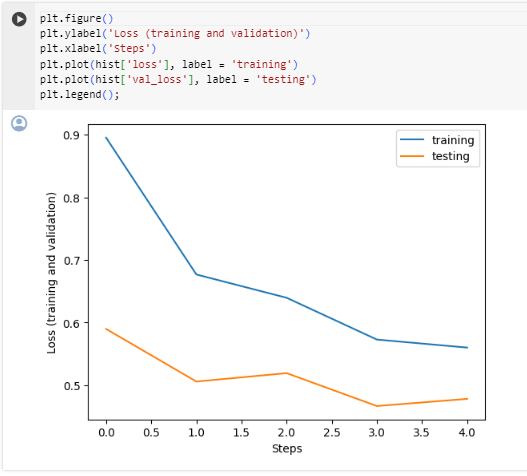 plt.figure()
plt.ylabel('Loss (training and validation)')
plt.xlabel('Steps')
plt.plot(hist['loss'], label = 'training')
plt.plot(hist['val_loss'], label = 'testing')
plt.legend();
training
testing
Loss (training and validation)
0.9
0.8
0.7
0.6
0.5
0.0 0.5 1.0 1.5 2.0 2.5 3.0 3.5 4.0
Steps